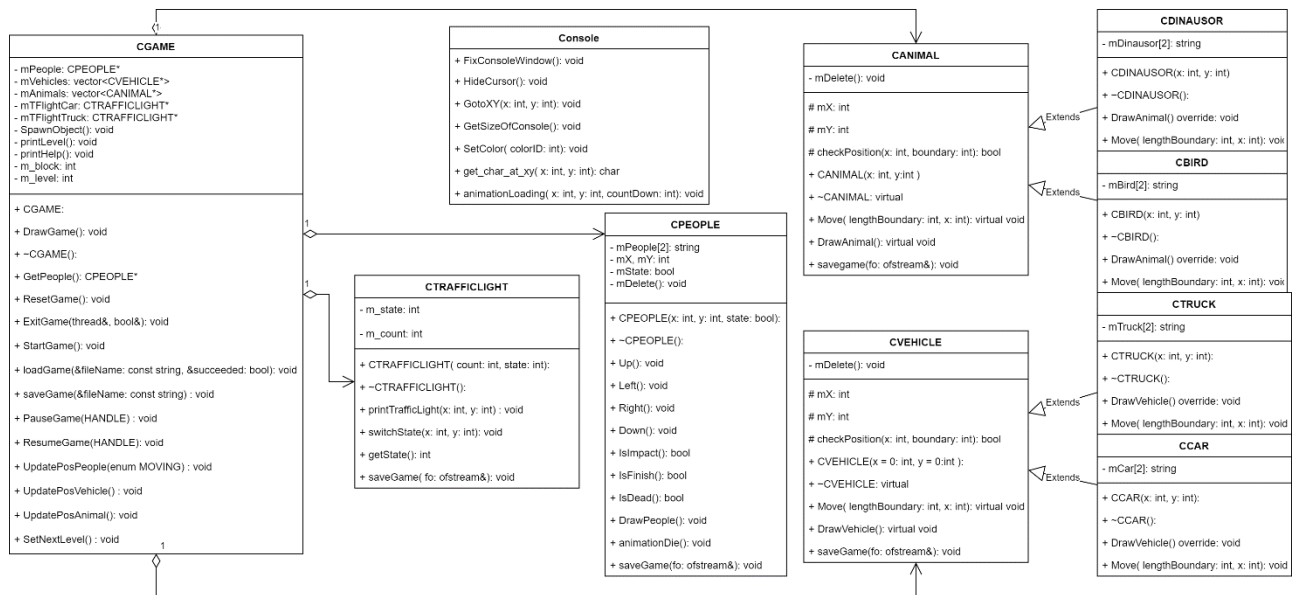 1
CGAME
- mPeople: CPEOPLE*
- mVehicles: vector<CVEHICLE*>
- mAnimals: vector<CANIMAL*>
- mTFlightCar: CTRAFFICLIGHT*
- mTFlightTruck: CTRAFFICLIGHT*
- SpawnObject(): void
- printLevel(): void
- printHelp(): void
- m_block: int
- m_level: int
+ CGAME:
+ DrawGame(): void
+ ~CGAME():
+ GetPeople(): CPEOPLE*
+ ResetGame(): void
+ ExitGame(thread&, bool&): void
+ StartGame(): void
+ loadGame(&fileName: const string, &succeeded: bool): void
+ saveGame(&fileName: const string) : void
+ PauseGame(HANDLE) : void
+ ResumeGame(HANDLE): void
+ UpdatePosPeople(enum MOVING) : void
+ UpdatePosVehicle() : void
+ UpdatePosAnimal(): void
+ SetNextLevel() : void
1
1
1
Console
+ FixConsoleWindow(): void
+ HideCursor(): void
+ GotoXY(x: int, y: int): void
+ GetSizeOfConsole(): void
+ SetColor( colorID: int): void
+ get_char_at_xy( x: int, y: int): char
+ animationLoading( x: int, y: int, countDown: int): void
CTRAFFICLIGHT
- m_state: int
- m_count: int
+ CTRAFFICLIGHT( count: int, state: int):
+ ~CTRAFFICLIGHT():
+ printTrafficLight(x: int, y: int) : void
+ switchState(x: int, y: int): void
+ getState(): int
+ saveGame( fo: ofstream&): void
CPEOPLE
- mPeople[2]: string
- mX, mY: int
- mState: bool
- mDelete(): void
+ CPEOPLE(x: int, y: int, state: bool):
+ ~CPEOPLE():
+ Up(): void
+ Left(): void
+ Right(): void
+ Down(): void
+ IsImpact(): bool
+ IsFinish(): bool
+ IsDead(): bool
+ DrawPeople(): void
+ animationDie(): void
+ saveGame(fo: ofstream&): void
CANIMAL
- mDelete(): void
# mX: int
# mY: int
# checkPosition(x: int, boundary: int): bool
+ CANIMAL(x: int, y:int )
+ ~CANIMAL: virtual
+ Move( lengthBoundary: int, x: int): virtual void
+ DrawAnimal(): virtual void
+ savegame(fo: ofstream&): void
CVEHICLE
- mDelete(): void
# mX: int
# mY: int
# checkPosition(x: int, boundary: int): bool
+ CVEHICLE(x = 0: int, y = 0:int ):
+ ~CVEHICLE: virtual
+ Move( lengthBoundary: int, x: int): virtual void
+ DrawVehicle(): virtual void
+ saveGame(fo: ofstream&): void
Extends
Extends
Extends
Extends
CDINAUSOR
- mDinausor[2]: string
+ CDINAUSOR(x: int, y: int)
+ ~CDINAUSOR():
+ DrawAnimal() override: void
+ Move( lengthBoundary: int, x: int): void
CBIRD
- mBird[2]: string
+ CBIRD(x: int, y: int)
+ ~CBIRD():
+ DrawAnimal() override: void
+ Move( lengthBoundary: int, x: int): void
CTRUCK
- mTruck[2]: string
+ CTRUCK(x: int, y: int):
+ ~CTRUCK():
+ DrawVehicle() override: void
+ Move( lengthBoundary: int, x: int): void
CCAR
- mCar[2]: string
+ CCAR(x: int, y: int):
+ ~CCAR():
+ DrawVehicle() override: void
+ Move( lengthBoundary: int, x: int): void